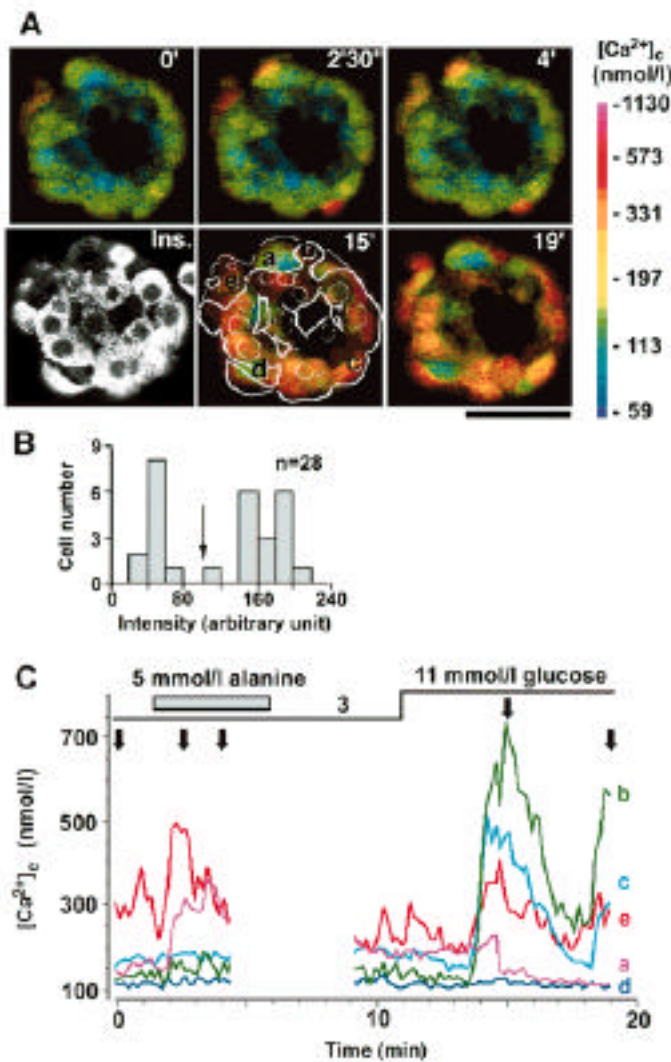 A
0'
2'30'
4'
[Ca²⁺]c
(nmol/l)
-1130
- 573
- 331
- 197
- 113
- 59
Ins.
15'
19'
a
e
d
B
n=28
9
6
3
0
Cell number
0
80
160
240
Intensity (arbitrary unit)
C
5 mmol/l alanine
3
11 mmol/l glucose
700
500
300
100
[Ca²⁺]c (nmol/l)
b
c
e
a
d
0
10
20
Time (min)